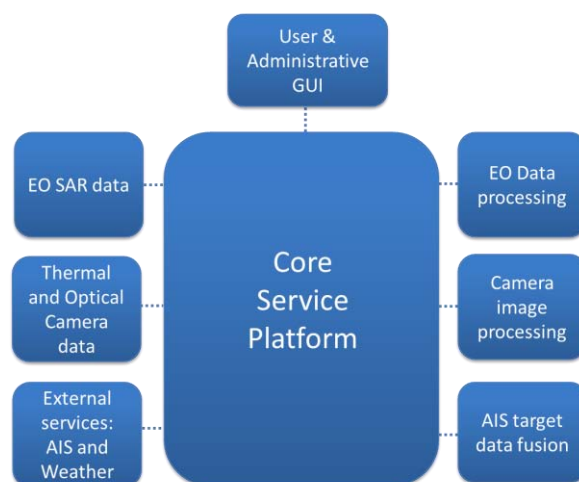 User &
Administrative
GUI
EO SAR data
Thermal
and Optical
Camera
data
External
services:
AIS and
Weather
Core
Service
Platform
EO Data
processing
Camera
image
processing
AIS target
data fusion